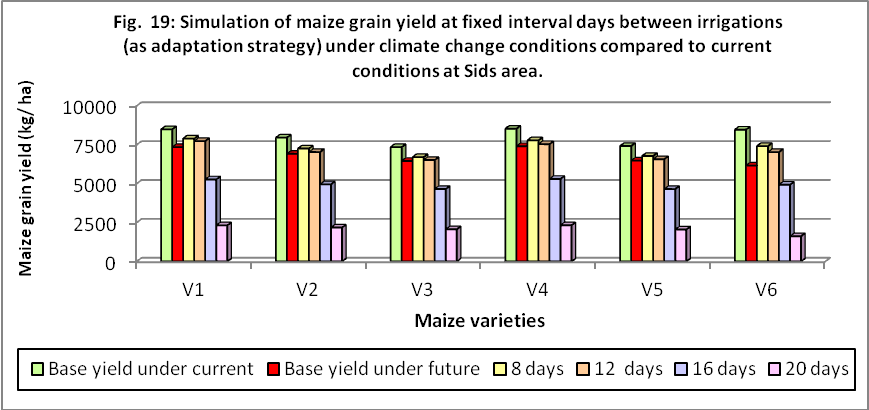 Fig. 19: Simulation of maize grain yield at fixed interval days between irrigations
(as adaptation strategy) under climate change conditions compared to current
conditions at Sids area.
Maize grain yield (kg/ ha)
10000
7500
5000
2500
0
V1 V2 V3 V4 V5 V6
Maize varieties
Base yield under current Base yield under future 8 days 12 days 16 days 20 days